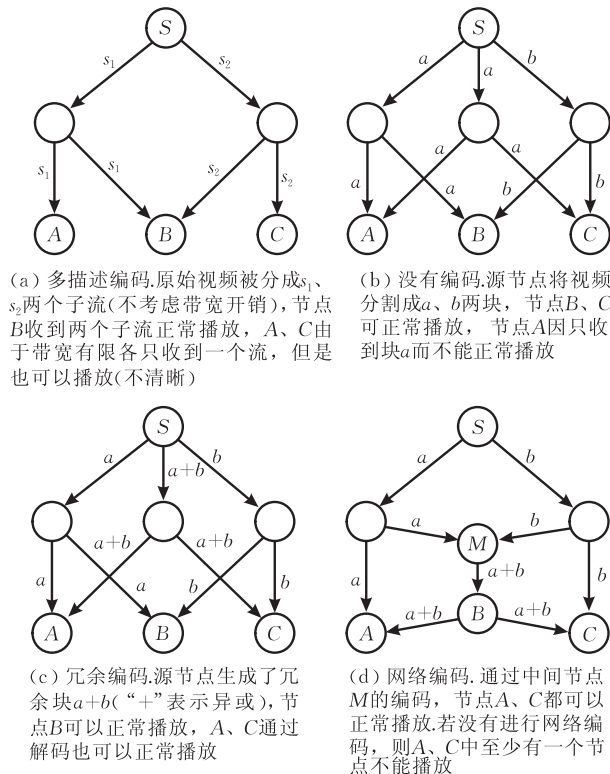 S
s₁
s₂
s₁
s₁
s₂
s₂
A
B
C
(a) 多描述编码.原始视频被分成s₁、
s₂两个子流(不考虑带宽开销),节点
B收到两个子流正常播放，A、C由
于带宽有限各只收到一个流，但是
也可以播放(不清晰)
S
a
a
b
a
a
a
a
b
b
A
B
C
(b) 没有编码.源节点将视频
分割成a、b两块，节点B、C
可正常播放，节点A因只收
到块a而不能正常播放
S
a
a+b
b
a+b
a+b
a
a
b
b
A
B
C
(c) 冗余编码.源节点生成了冗
余块a+b(“+”表示异或),节
点B可以正常播放，A、C通过
解码也可以正常播放
S
a
b
a
b
M
a
a+b
b
B
a+b
a+b
A
C
(d) 网络编码.通过中间节点
M的编码，节点A、C都可以
正常播放.若没有进行网络编
码，则A、C中至少有一个节
点不能播放